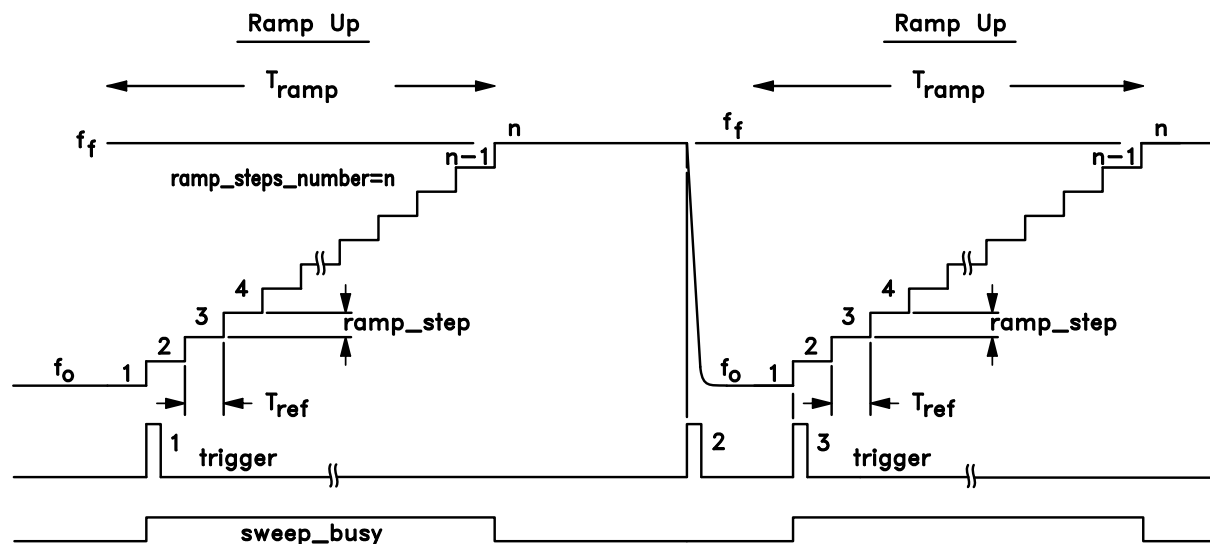 Ramp Up
Ramp Up
T_ramp
T_ramp
f_f
n
f_f
n
n-1
n-1
ramp_steps_number=n
4
4
3
ramp_step
3
ramp_step
2
2
f_o
1
f_o
1
T_ref
T_ref
1
trigger
2
3
trigger
sweep_busy